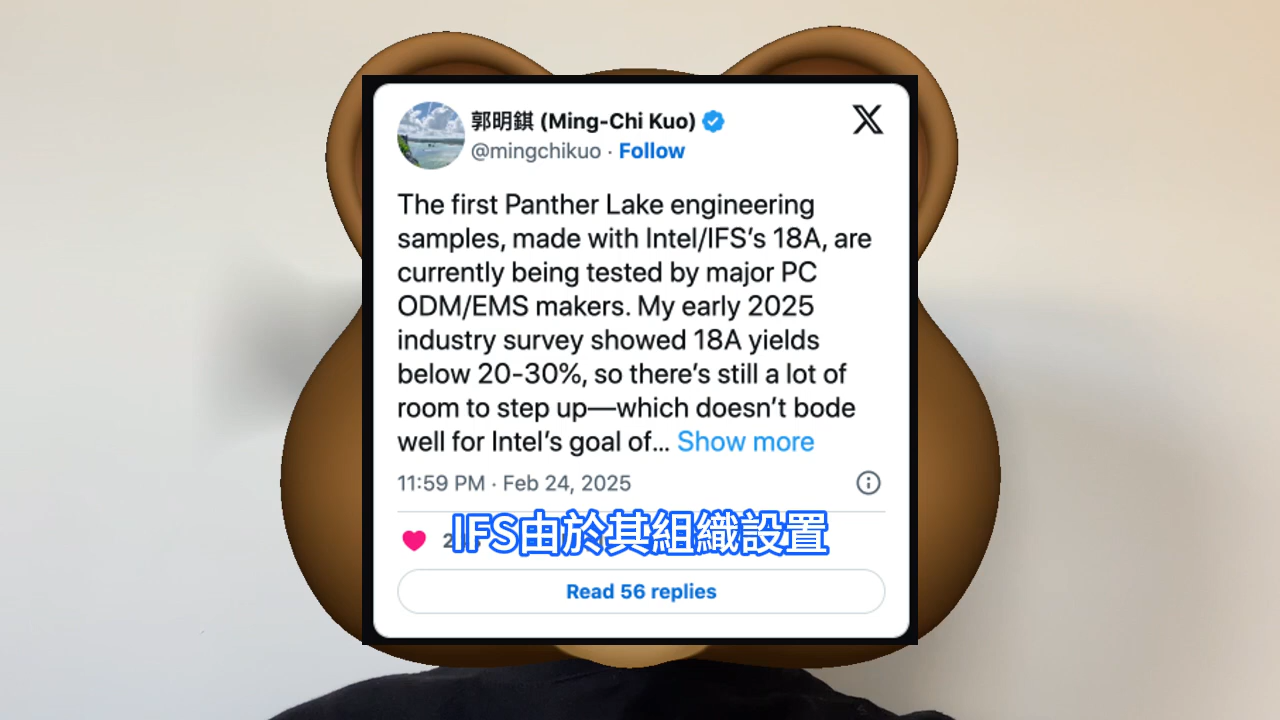 郭明錤 (Ming-Chi Kuo)
@mingchikuo · Follow
The first Panther Lake engineering
samples, made with Intel/IFS's 18A, are
currently being tested by major PC
ODM/EMS makers. My early 2025
industry survey showed 18A yields
below 20-30%, so there's still a lot of
room to step up—which doesn't bode
well for Intel's goal of... Show more
11:59 PM · Feb 24, 2025
IFS由於其組織設置
Read 56 replies